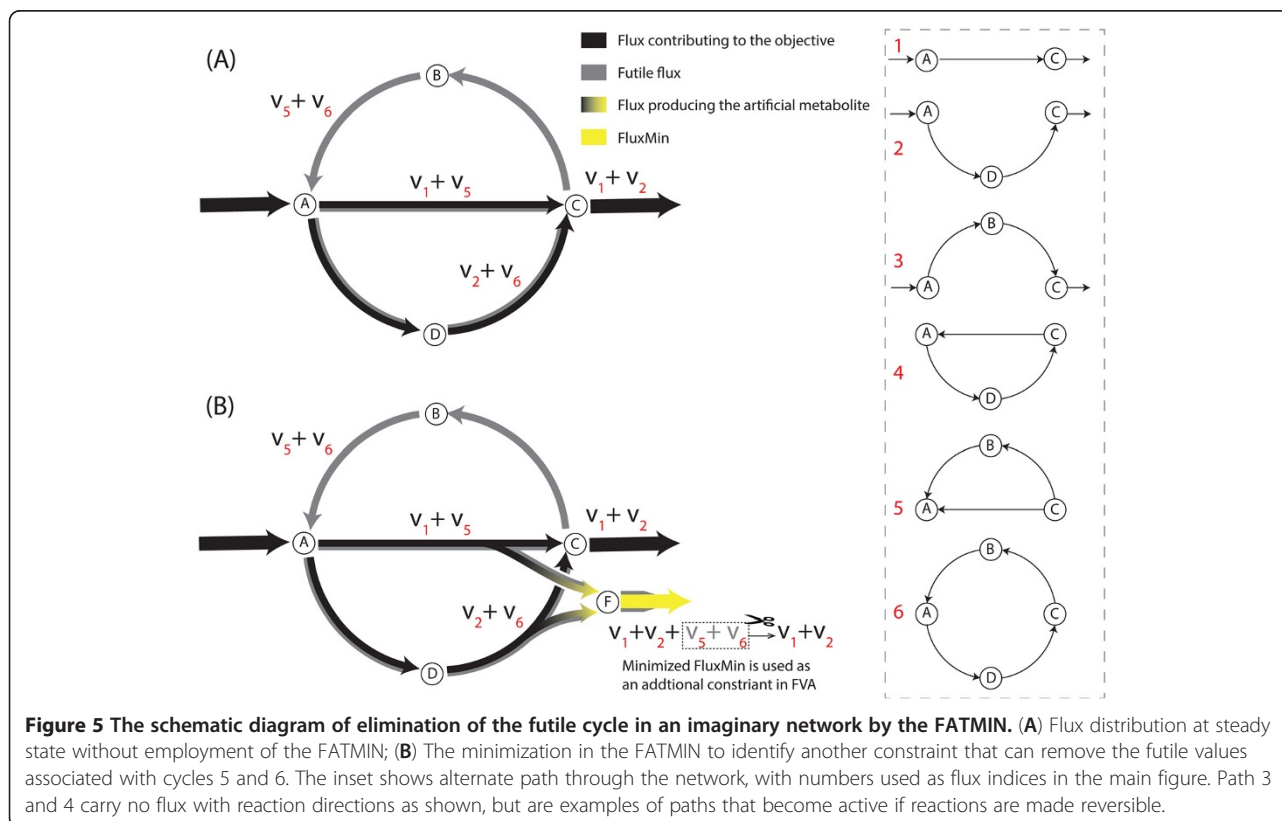 (A)
Flux contributing to the objective
Futile flux
Flux producing the artificial metabolite
FluxMin
B
v5+ v6
v1+ v5
v1+ v2
A
C
v2+ v6
D
(B)
B
v5+ v6
v1+ v5
v1+ v2
A
C
v2+ v6
F
D
v1+v2+v5+ v6→v1+v2
Minimized FluxMin is used as
an addtional constriant in FVA
1
A
C
A
C
2
D
B
3
A
C
A
C
4
D
B
5
A
C
B
6
A
C
D
Figure 5 The schematic diagram of elimination of the futile cycle in an imaginary network by the FATMIN. (A) Flux distribution at steady
state without employment of the FATMIN; (B) The minimization in the FATMIN to identify another constraint that can remove the futile values
associated with cycles 5 and 6. The inset shows alternate path through the network, with numbers used as flux indices in the main figure. Path 3
and 4 carry no flux with reaction directions as shown, but are examples of paths that become active if reactions are made reversible.